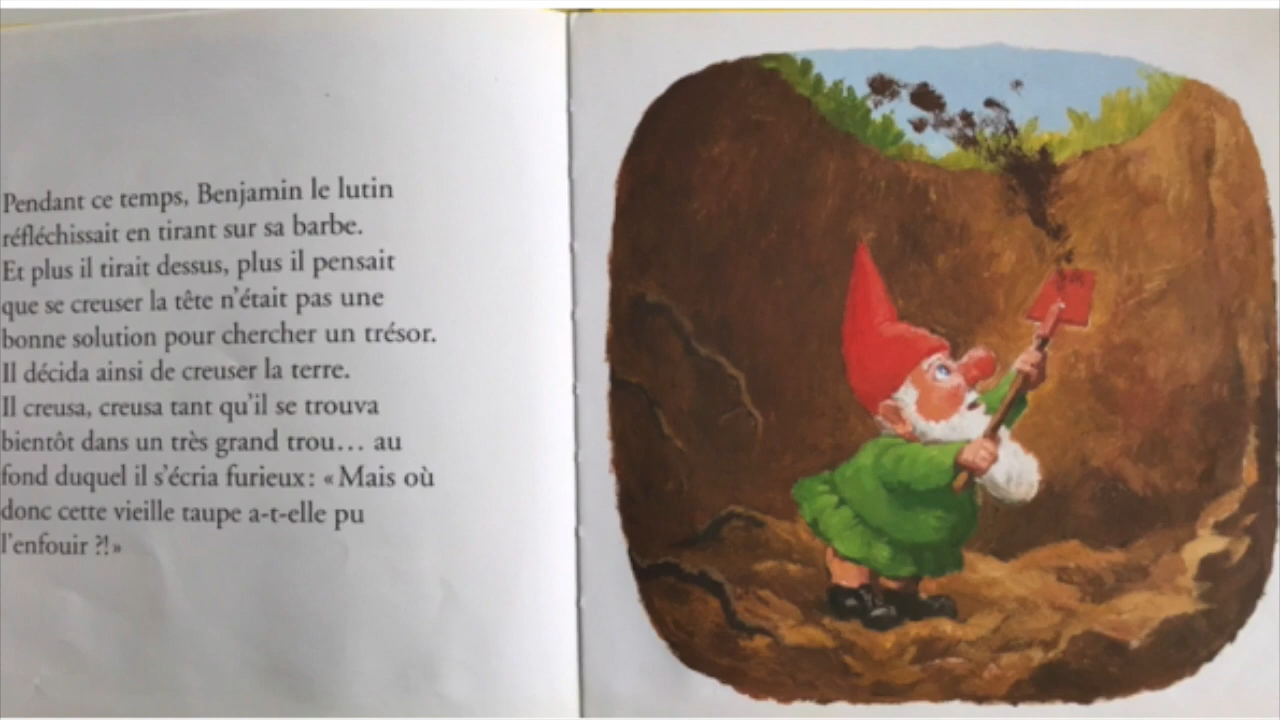 Pendant ce temps, Benjamin le lutin
réfléchissait en tirant sur sa barbe.
Et plus il tirait dessus, plus il pensait
que se creuser la tête n'était pas une
bonne solution pour chercher un trésor.
Il décida ainsi de creuser la terre.
Il creusa, creusa tant qu'il se trouva
bientôt dans un très grand trou… au
fond duquel il s'écria furieux : « Mais où
donc cette vieille taupe a-t-elle pu
l'enfouir ?! »